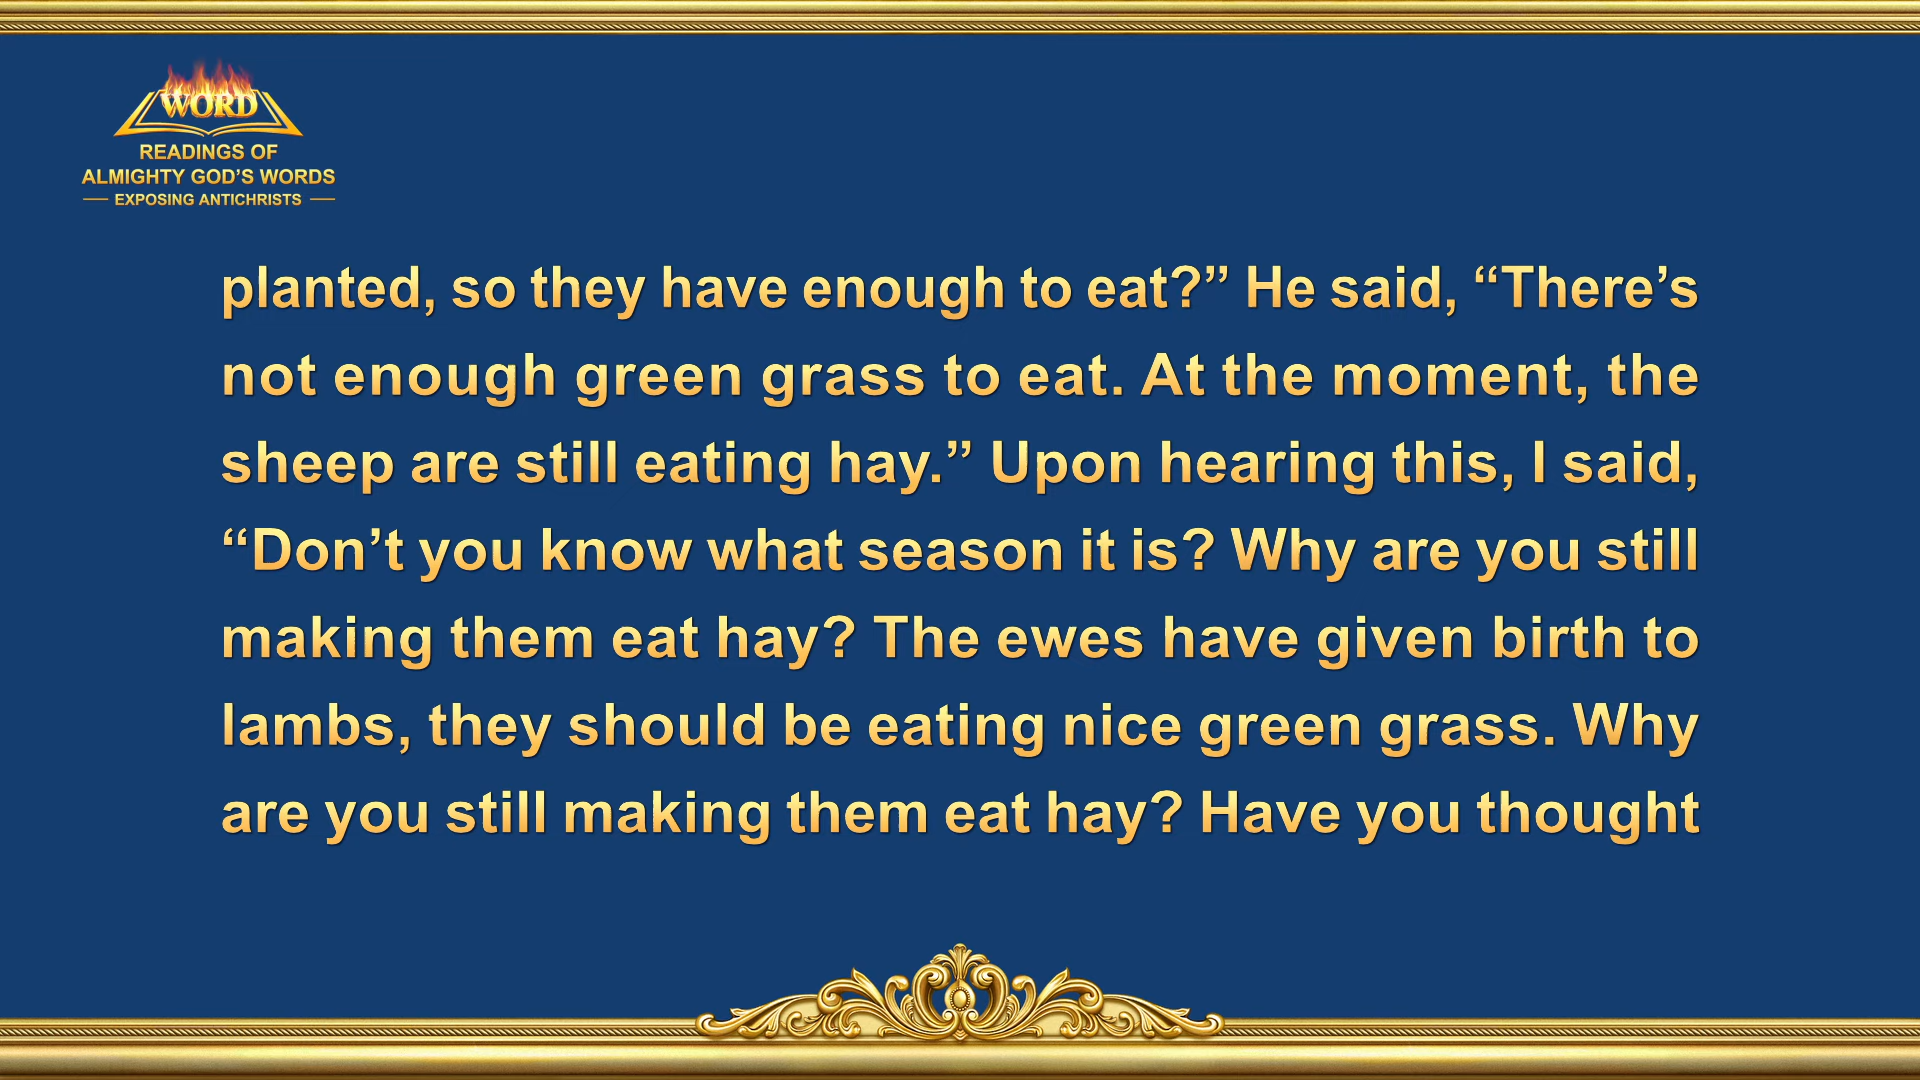 WORD
READINGS OF
ALMIGHTY GOD’S WORDS
EXPOSING ANTICHRISTS
planted, so they have enough to eat?” He said, “There’s
not enough green grass to eat. At the moment, the
sheep are still eating hay.” Upon hearing this, I said,
“Don’t you know what season it is? Why are you still
making them eat hay? The ewes have given birth to
lambs, they should be eating nice green grass. Why
are you still making them eat hay? Have you thought